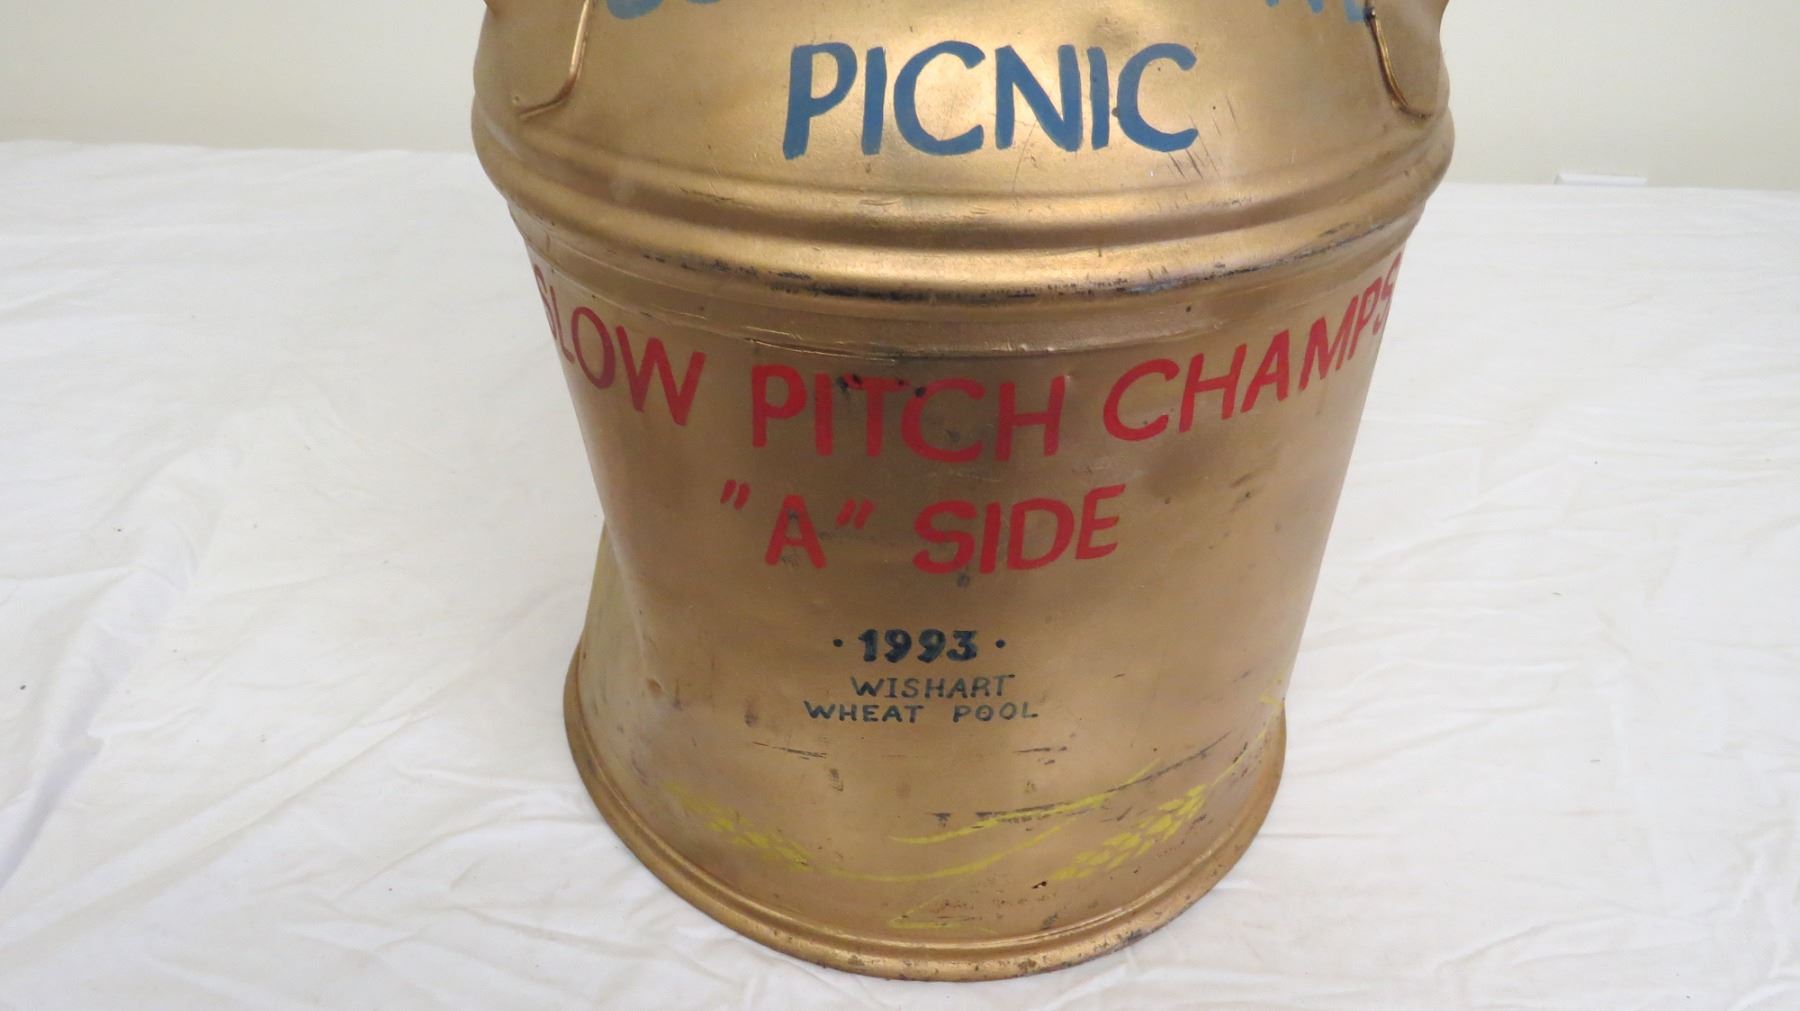 PICNIC
SLOW PITCH CHAMPS
"A" SIDE
· 1993 ·
WISHART
WHEAT POOL